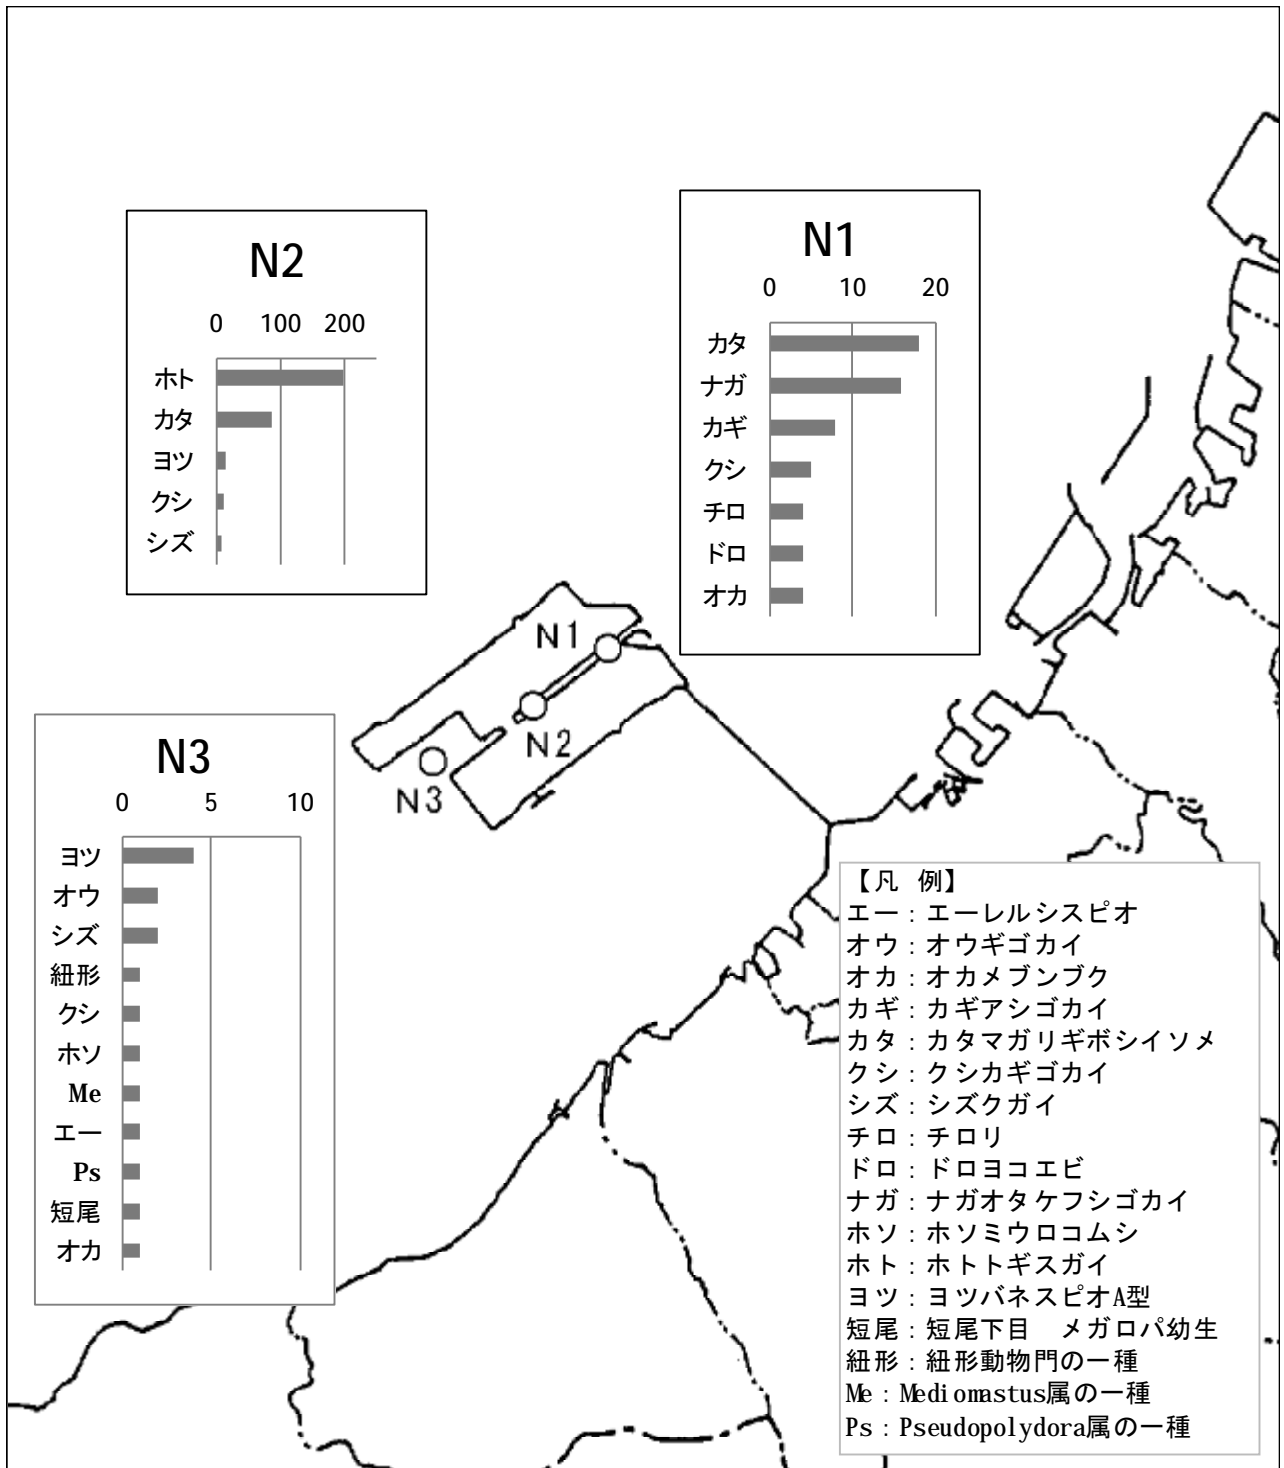 N2
0 100 200
ホト
カタ
ヨツ
クシ
シズ
N1
0 10 20
カタ
ナガ
カギ
クシ
チロ
ドロ
オカ
N1
N2
N3
N3
0 5 10
ヨツ
オウ
シズ
紐形
クシ
ホソ
Me
エー
Ps
短尾
オカ
【凡 例】
エー：エーレルシスピオ
オウ：オウギゴカイ
オカ：オカメブンブク
カギ：カギアシゴカイ
カタ：カタマガリギボシイソメ
クシ：クシカギゴカイ
シズ：シズクガイ
チロ：チロリ
ドロ：ドロヨコエビ
ナガ：ナガオタケフシゴカイ
ホソ：ホソミウロコムシ
ホト：ホトトギスガイ
ヨツ：ヨツバネスピオA型
短尾：短尾下目　メガロパ幼生
紐形：紐形動物門の一種
Me：Mediomastus属の一種
Ps：Pseudopolydora属の一種